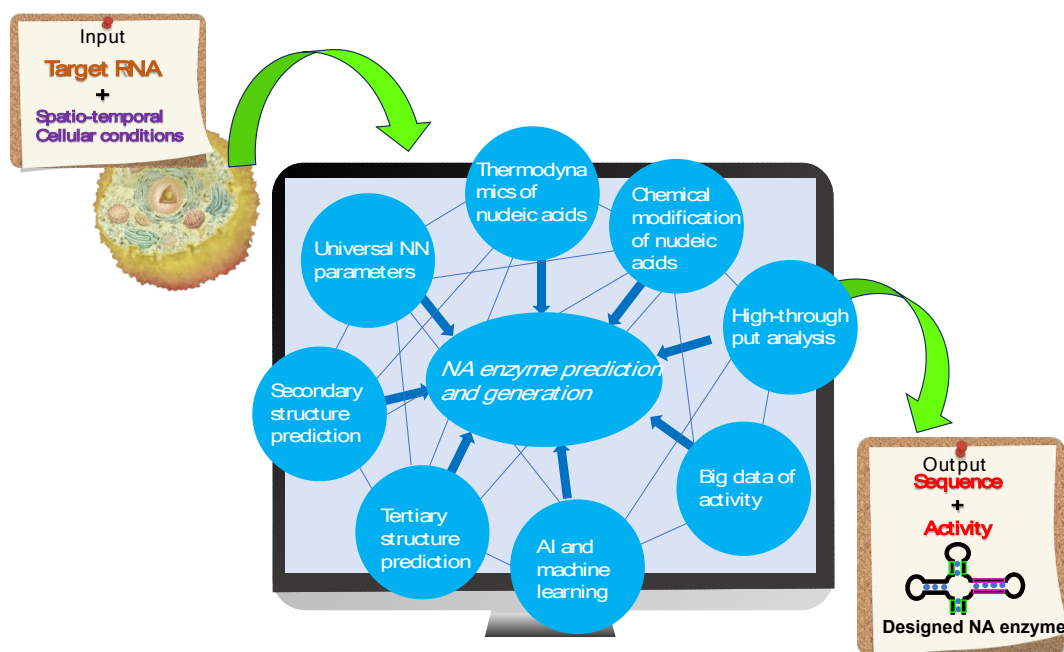 Input
Target RNA
+
Spatio-temporal
Cellular conditions
Thermodyna
mics of
nucleic acids
Chemical
modification
of nucleic
acids
Universal NN
parameters
High-through
put analysis
NA enzyme prediction
and generation
Secondary
structure
prediction
Big data of
activity
Tertiary
structure
prediction
AI and
machine
learning
Output
Sequence
+
Activity
Designed NA enzyme